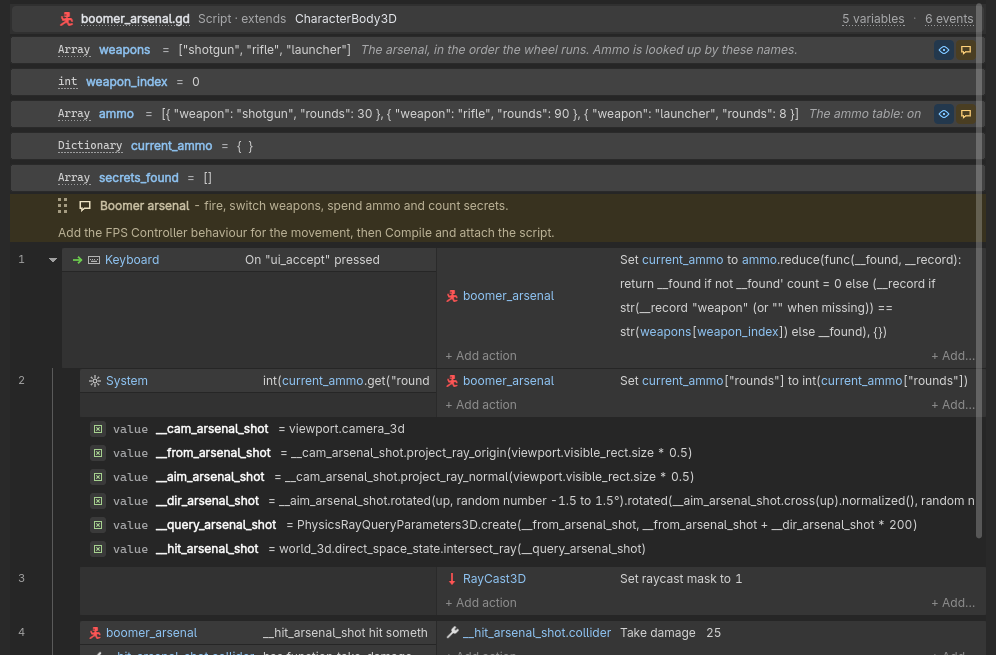 boomer_arsenal.gd Script · extends CharacterBody3D 5 variables · 6 events
Array weapons = ["shotgun", "rifle", "launcher"] The arsenal, in the order the wheel runs. Ammo is looked up by these names.
int weapon_index = 0
Array ammo = [{ "weapon": "shotgun", "rounds": 30 }, { "weapon": "rifle", "rounds": 90 }, { "weapon": "launcher", "rounds": 8 }] The ammo table: on
Dictionary current_ammo = { }
Array secrets_found = []
Boomer arsenal - fire, switch weapons, spend ammo and count secrets.
Add the FPS Controller behaviour for the movement, then Compile and attach the script.
1 Keyboard On "ui_accept" pressed
Set current_ammo to ammo.reduce(func(__found, __record):
return __found if not __found' count = 0 else (__record if
boomer_arsenal
str(__record "weapon" (or "" when missing)) ==
str(weapons[weapon_index]) else __found), {})
+ Add action + Add...
2 System int(current_ammo.get("round boomer_arsenal Set current_ammo["rounds"] to int(current_ammo["rounds"])
+ Add action + Add...
value __cam_arsenal_shot = viewport.camera_3d
value __from_arsenal_shot = __cam_arsenal_shot.project_ray_origin(viewport.visible_rect.size * 0.5)
value __aim_arsenal_shot = __cam_arsenal_shot.project_ray_normal(viewport.visible_rect.size * 0.5)
value __dir_arsenal_shot = __aim_arsenal_shot.rotated(up, random number -1.5 to 1.5°).rotated(__aim_arsenal_shot.cross(up).normalized(), random n
value __query_arsenal_shot = PhysicsRayQueryParameters3D.create(__from_arsenal_shot, __from_arsenal_shot + __dir_arsenal_shot * 200)
value __hit_arsenal_shot = world_3d.direct_space_state.intersect_ray(__query_arsenal_shot)
3 RayCast3D Set raycast mask to 1
+ Add action + Add...
4 boomer_arsenal __hit_arsenal_shot hit someth __hit_arsenal_shot.collider Take damage 25